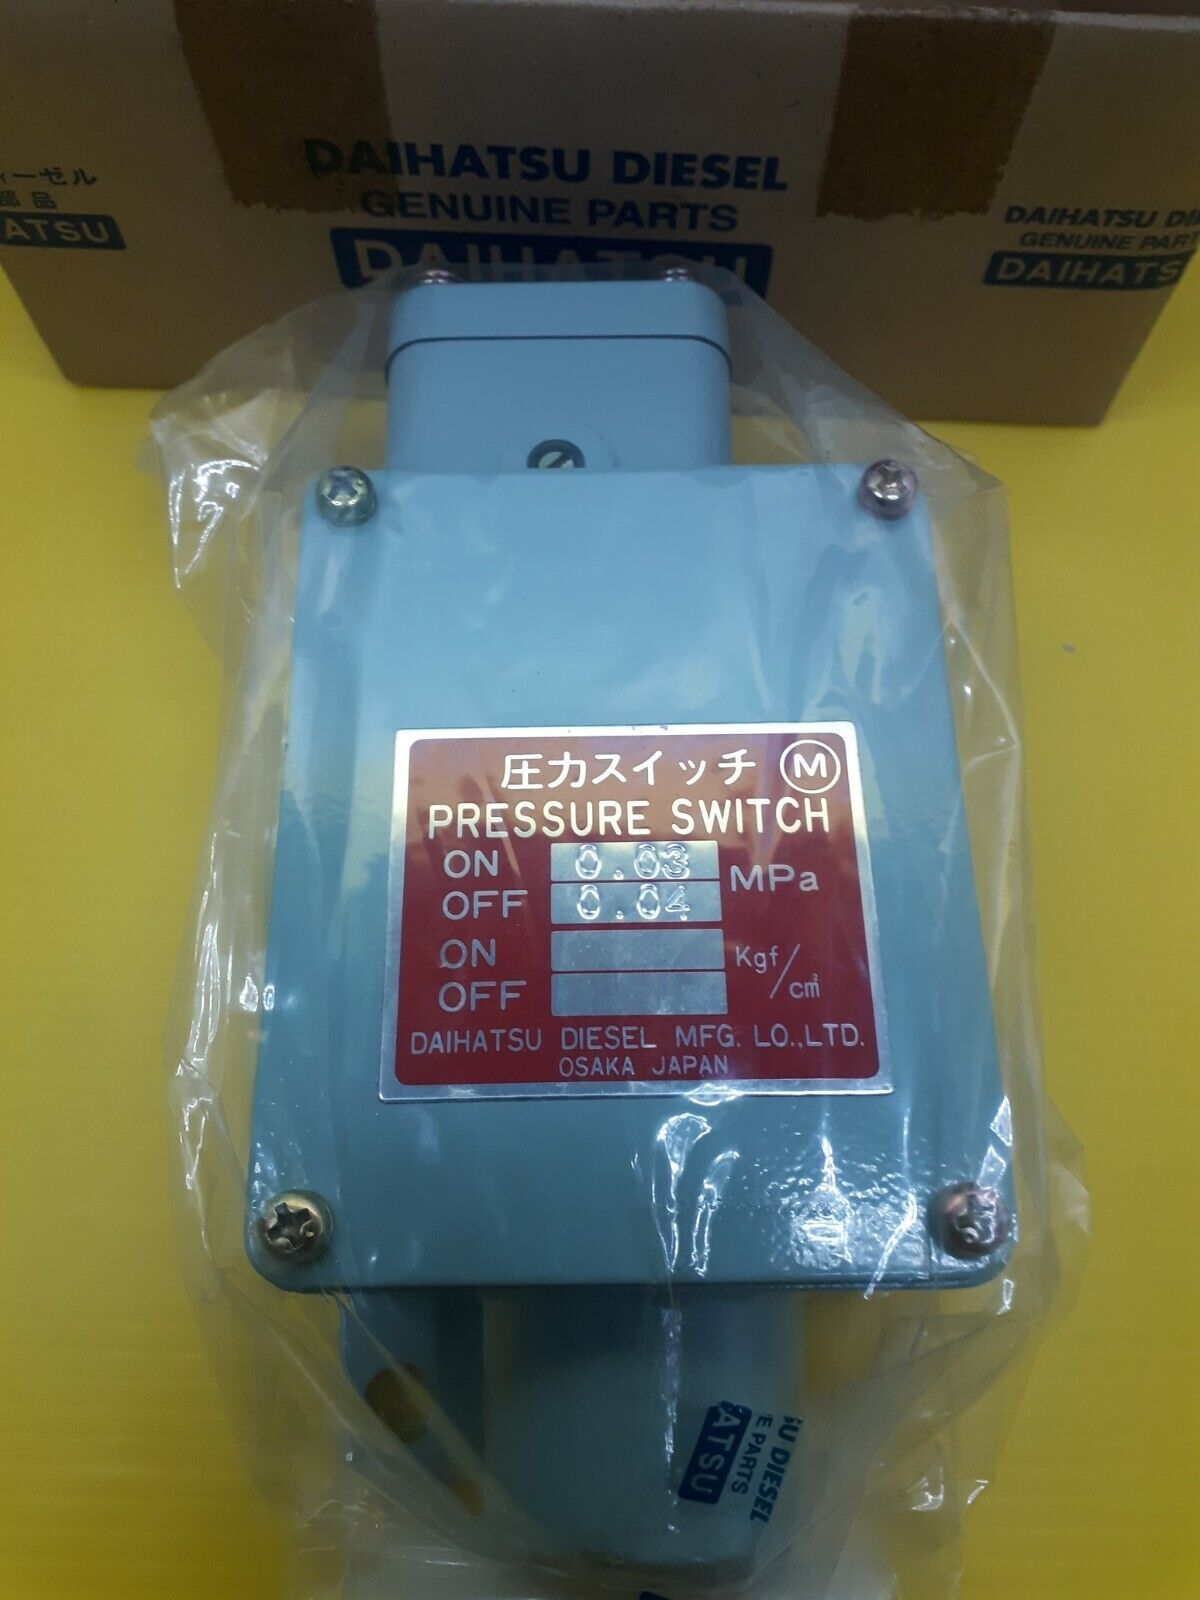 DAIHATSU DIESEL
GENUINE PARTS
DAIHATSU
ィーゼル
部品
ATSU
DAIHATSU DI
GENUINE PART
DAIHATS
圧力スイッチ Ⓜ
PRESSURE SWITCH
ON 0.03 MPa
OFF 0.04
ON Kgf/cm²
OFF
DAIHATSU DIESEL MFG. LO.,LTD.
OSAKA JAPAN
SU DIESEL
E PARTS
ATSU